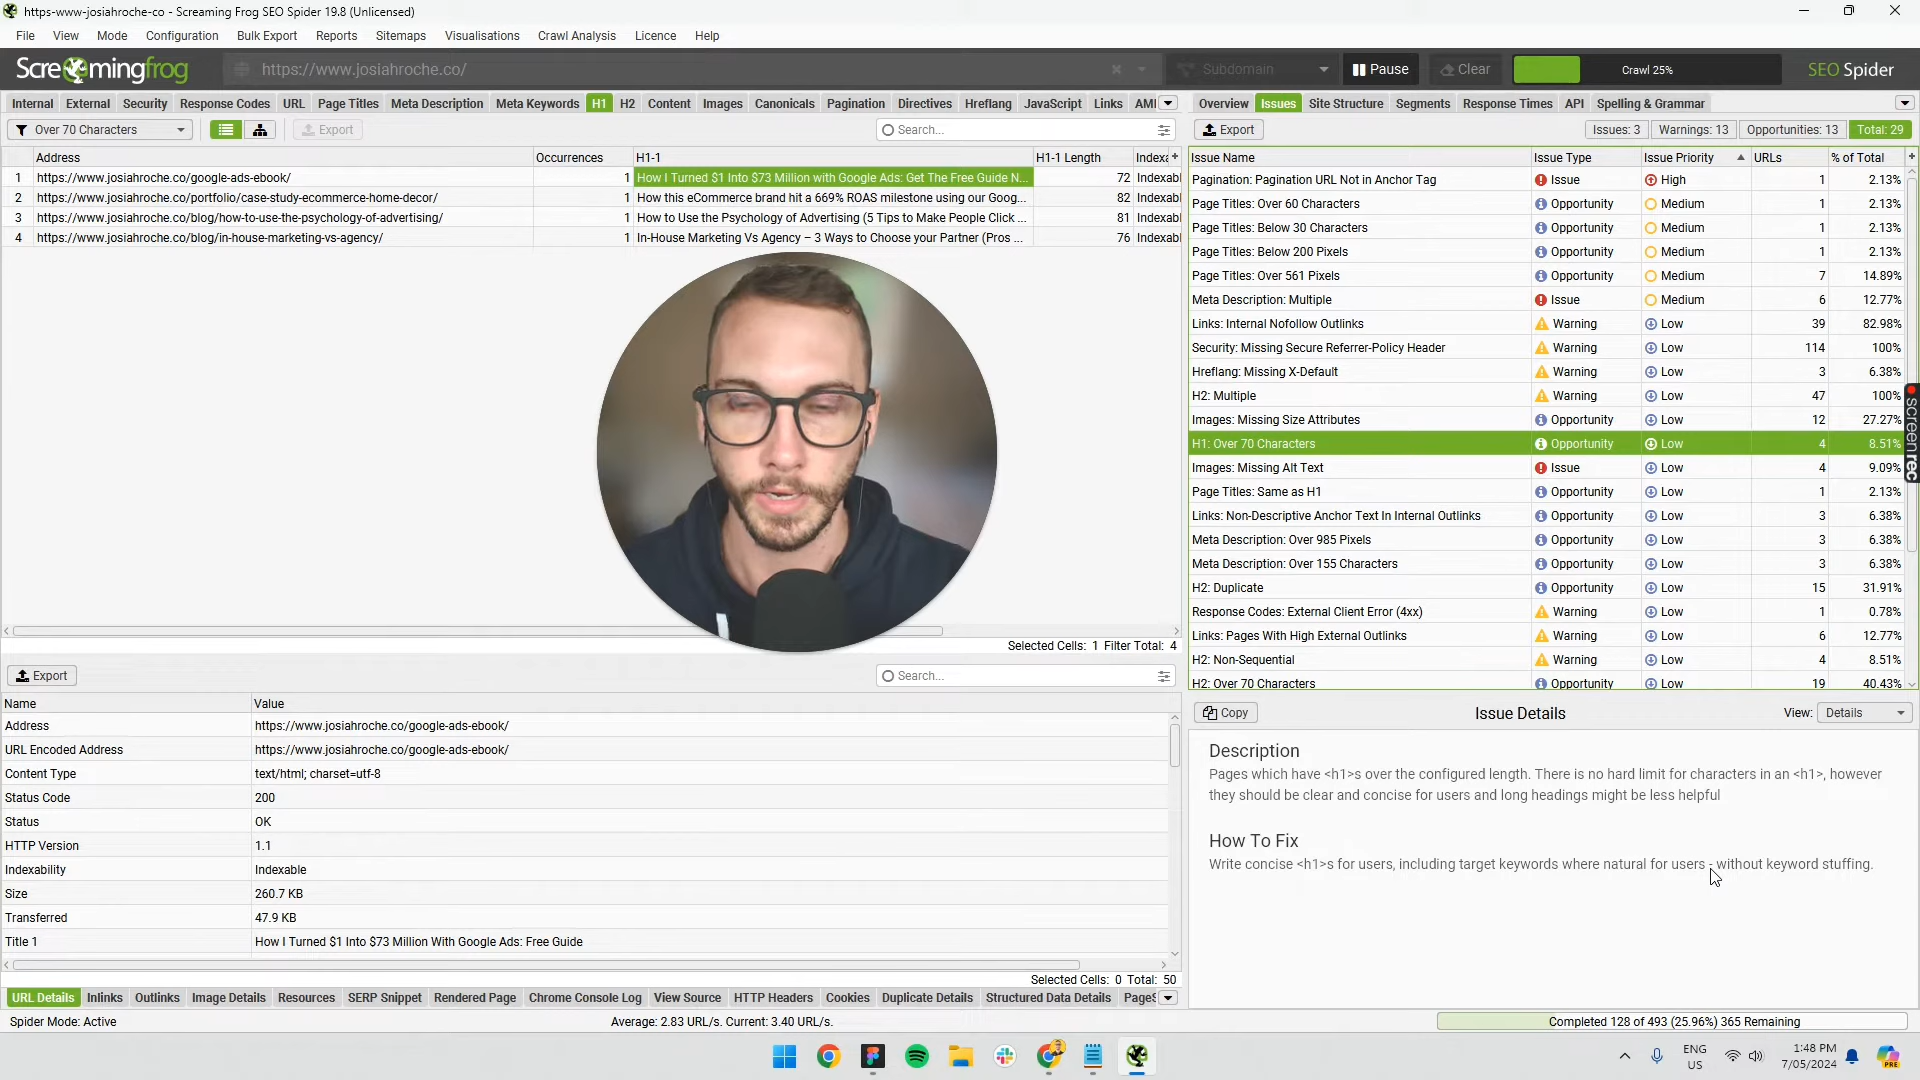 https-www-josiahroche-co - Screaming Frog SEO Spider 19.8 (Unlicensed)
File View Mode Configuration Bulk Export Reports Sitemaps Visualisations Crawl Analysis Licence Help
Screamingfrog https://www.josiahroche.co/ Subdomain Pause Clear Crawl 25% SEO Spider
Internal External Security Response Codes URL Page Titles Meta Description Meta Keywords H1 H2 Content Images Canonicals Pagination Directives Hreflang JavaScript Links AM
Over 70 Characters Export Search...
Address Occurrences H1-1 H1-1 Length Indexa
1 https://www.josiahroche.co/google-ads-ebook/ 1 How I Turned $1 Into $73 Million with Google Ads: Get The Free Guide N... 72 Indexabl
2 https://www.josiahroche.co/portfolio/case-study-ecommerce-home-decor/ 1 How this eCommerce brand hit a 669% ROAS milestone using our Goog... 82 Indexabl
3 https://www.josiahroche.co/blog/how-to-use-the-psychology-of-advertising/ 1 How to Use the Psychology of Advertising (5 Tips to Make People Click ... 81 Indexabl
4 https://www.josiahroche.co/blog/in-house-marketing-vs-agency/ 1 In-House Marketing Vs Agency – 3 Ways to Choose your Partner (Pros ... 76 Indexabl
Selected Cells: 1 Filter Total: 4
Export Search...
Name Value
Address https://www.josiahroche.co/google-ads-ebook/
URL Encoded Address https://www.josiahroche.co/google-ads-ebook/
Content Type text/html; charset=utf-8
Status Code 200
Status OK
HTTP Version 1.1
Indexability Indexable
Size 260.7 KB
Transferred 47.9 KB
Title 1 How I Turned $1 Into $73 Million With Google Ads: Free Guide
Selected Cells: 0 Total: 50
URL Details Inlinks Outlinks Image Details Resources SERP Snippet Rendered Page Chrome Console Log View Source HTTP Headers Cookies Duplicate Details Structured Data Details PageS
Overview Issues Site Structure Segments Response Times API Spelling & Grammar
Export Issues: 3 Warnings: 13 Opportunities: 13 Total: 29
Issue Name Issue Type Issue Priority URLs % of Total
Pagination: Pagination URL Not in Anchor Tag Issue High 1 2.13%
Page Titles: Over 60 Characters Opportunity Medium 1 2.13%
Page Titles: Below 30 Characters Opportunity Medium 1 2.13%
Page Titles: Below 200 Pixels Opportunity Medium 1 2.13%
Page Titles: Over 561 Pixels Opportunity Medium 7 14.89%
Meta Description: Multiple Issue Medium 6 12.77%
Links: Internal Nofollow Outlinks Warning Low 39 82.98%
Security: Missing Secure Referrer-Policy Header Warning Low 114 100%
Hreflang: Missing X-Default Warning Low 3 6.38%
H2: Multiple Warning Low 47 100%
Images: Missing Size Attributes Opportunity Low 12 27.27%
H1: Over 70 Characters Opportunity Low 4 8.51%
Images: Missing Alt Text Issue Low 4 9.09%
Page Titles: Same as H1 Opportunity Low 1 2.13%
Links: Non-Descriptive Anchor Text In Internal Outlinks Opportunity Low 3 6.38%
Meta Description: Over 985 Pixels Opportunity Low 3 6.38%
Meta Description: Over 155 Characters Opportunity Low 3 6.38%
H2: Duplicate Opportunity Low 15 31.91%
Response Codes: External Client Error (4xx) Warning Low 1 0.78%
Links: Pages With High External Outlinks Warning Low 6 12.77%
H2: Non-Sequential Warning Low 4 8.51%
H2: Over 70 Characters Opportunity Low 19 40.43%
screenrec
Copy Issue Details View: Details
Description
Pages which have <h1>s over the configured length. There is no hard limit for characters in an <h1>, however
they should be clear and concise for users and long headings might be less helpful
How To Fix
Write concise <h1>s for users, including target keywords where natural for users - without keyword stuffing.
Spider Mode: Active Average: 2.83 URL/s. Current: 3.40 URL/s. Completed 128 of 493 (25.96%) 365 Remaining
ENG
US
1:48 PM
7/05/2024
PRE